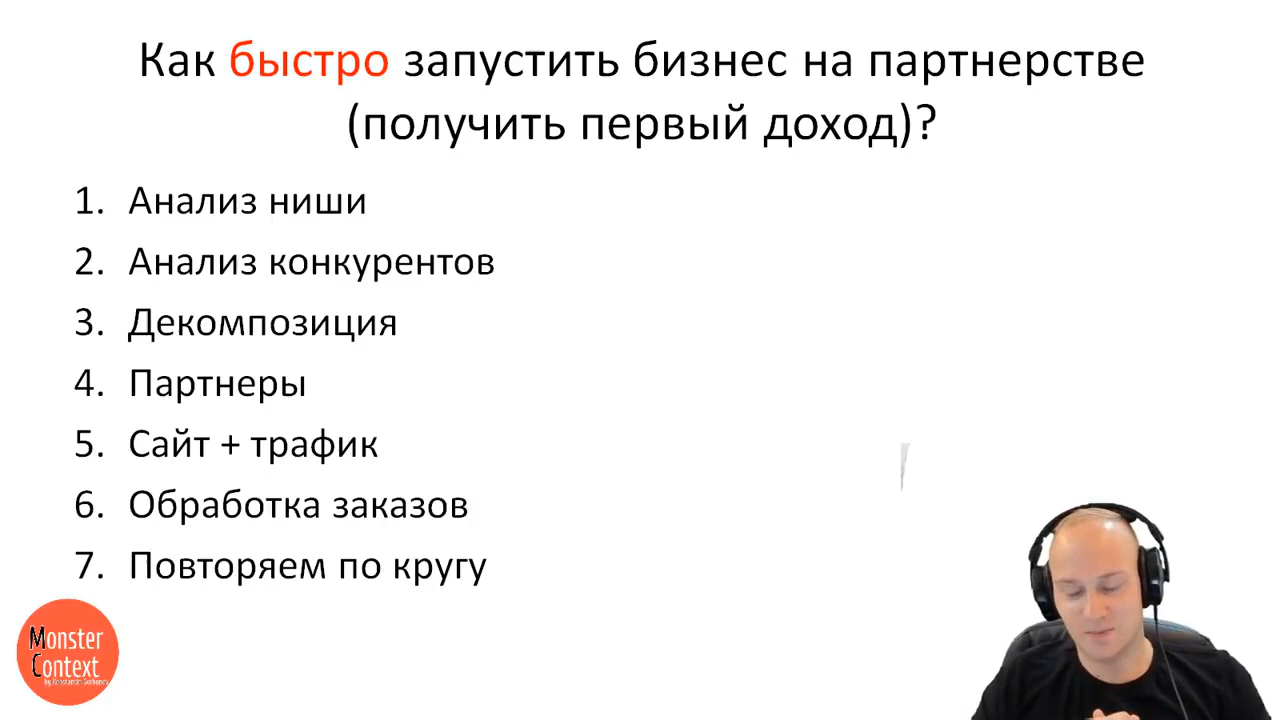 Как быстро запустить бизнес на партнерстве
(получить первый доход)?
1. Анализ ниши
2. Анализ конкурентов
3. Декомпозиция
4. Партнеры
5. Сайт + трафик
6. Обработка заказов
7. Повторяем по кругу
Monster
Context